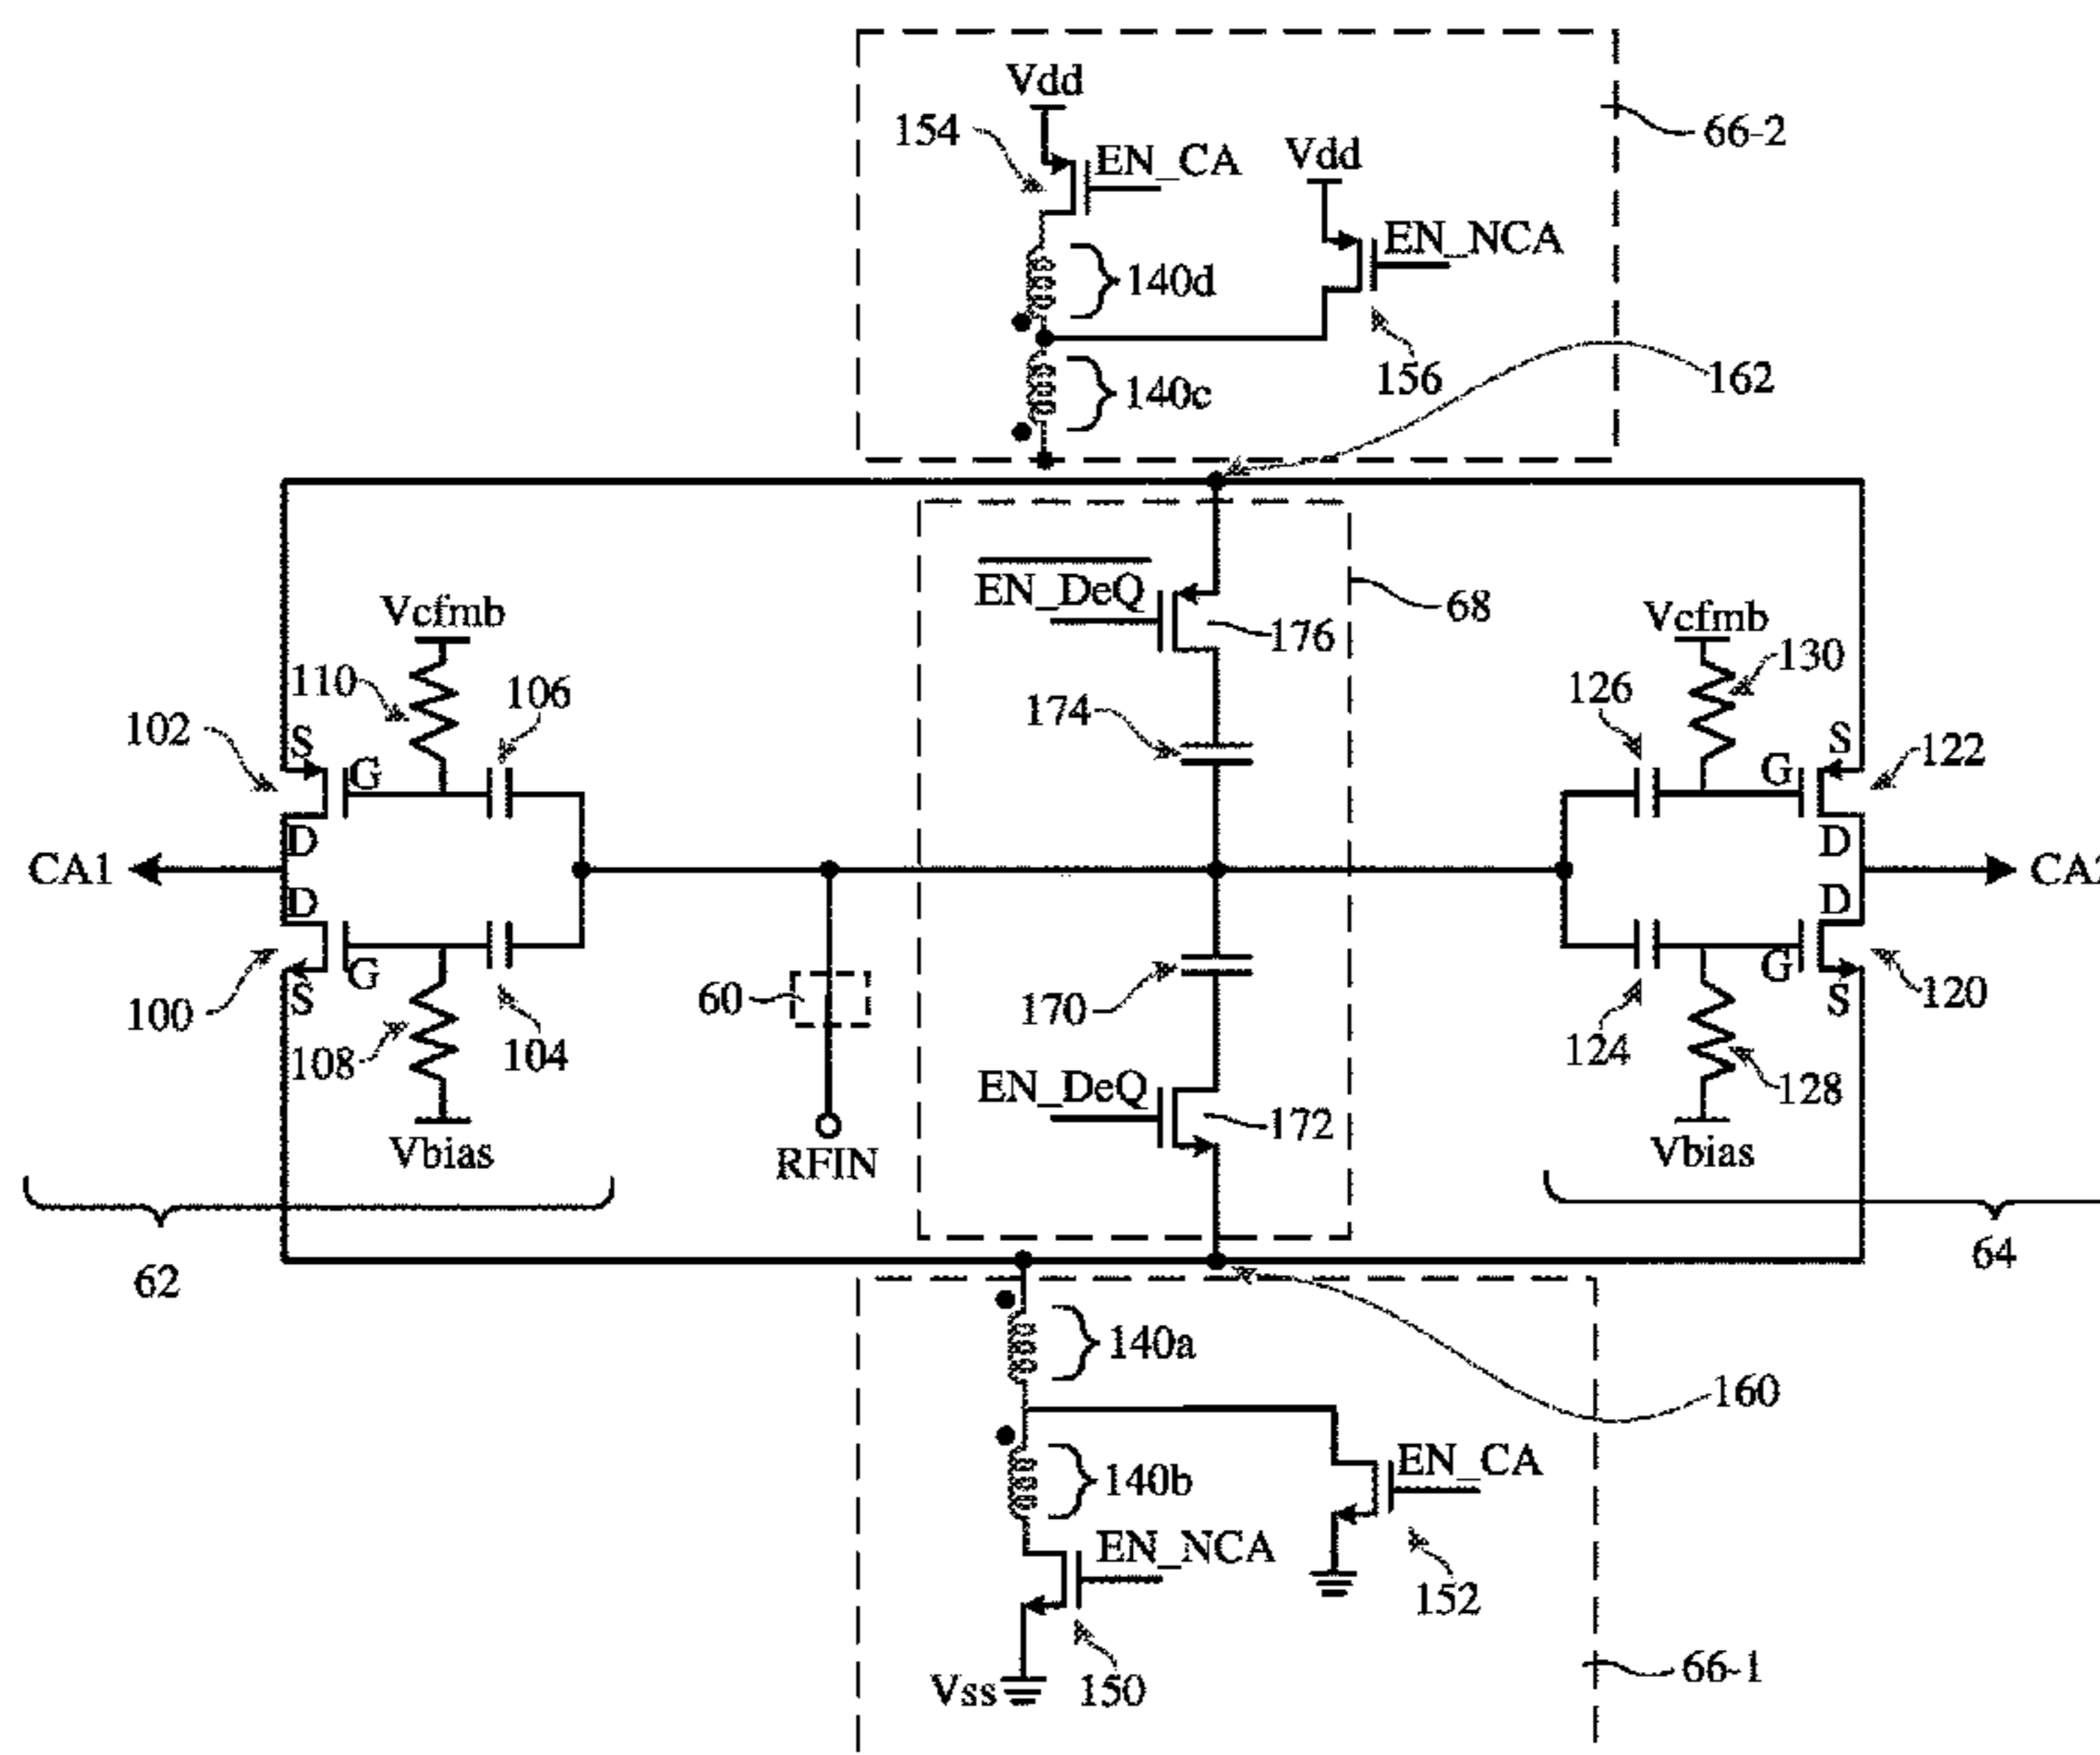 Vdd
154
EN_CA
Vdd
66-2
EN_NCA
140d
156
162
140c
EN_DeQ
68
Vcfmb
176
Vcfmb
110
106
174
126
130
102
S
G
D
S
G
D
122
CA1
D
G
S
CA2
D
G
S
100
108
104
60
170
124
128
120
Vbias
RFIN
EN_DeQ
172
Vbias
62
64
140a
160
140b
EN_CA
EN_NCA
152
Vss
150
66-1